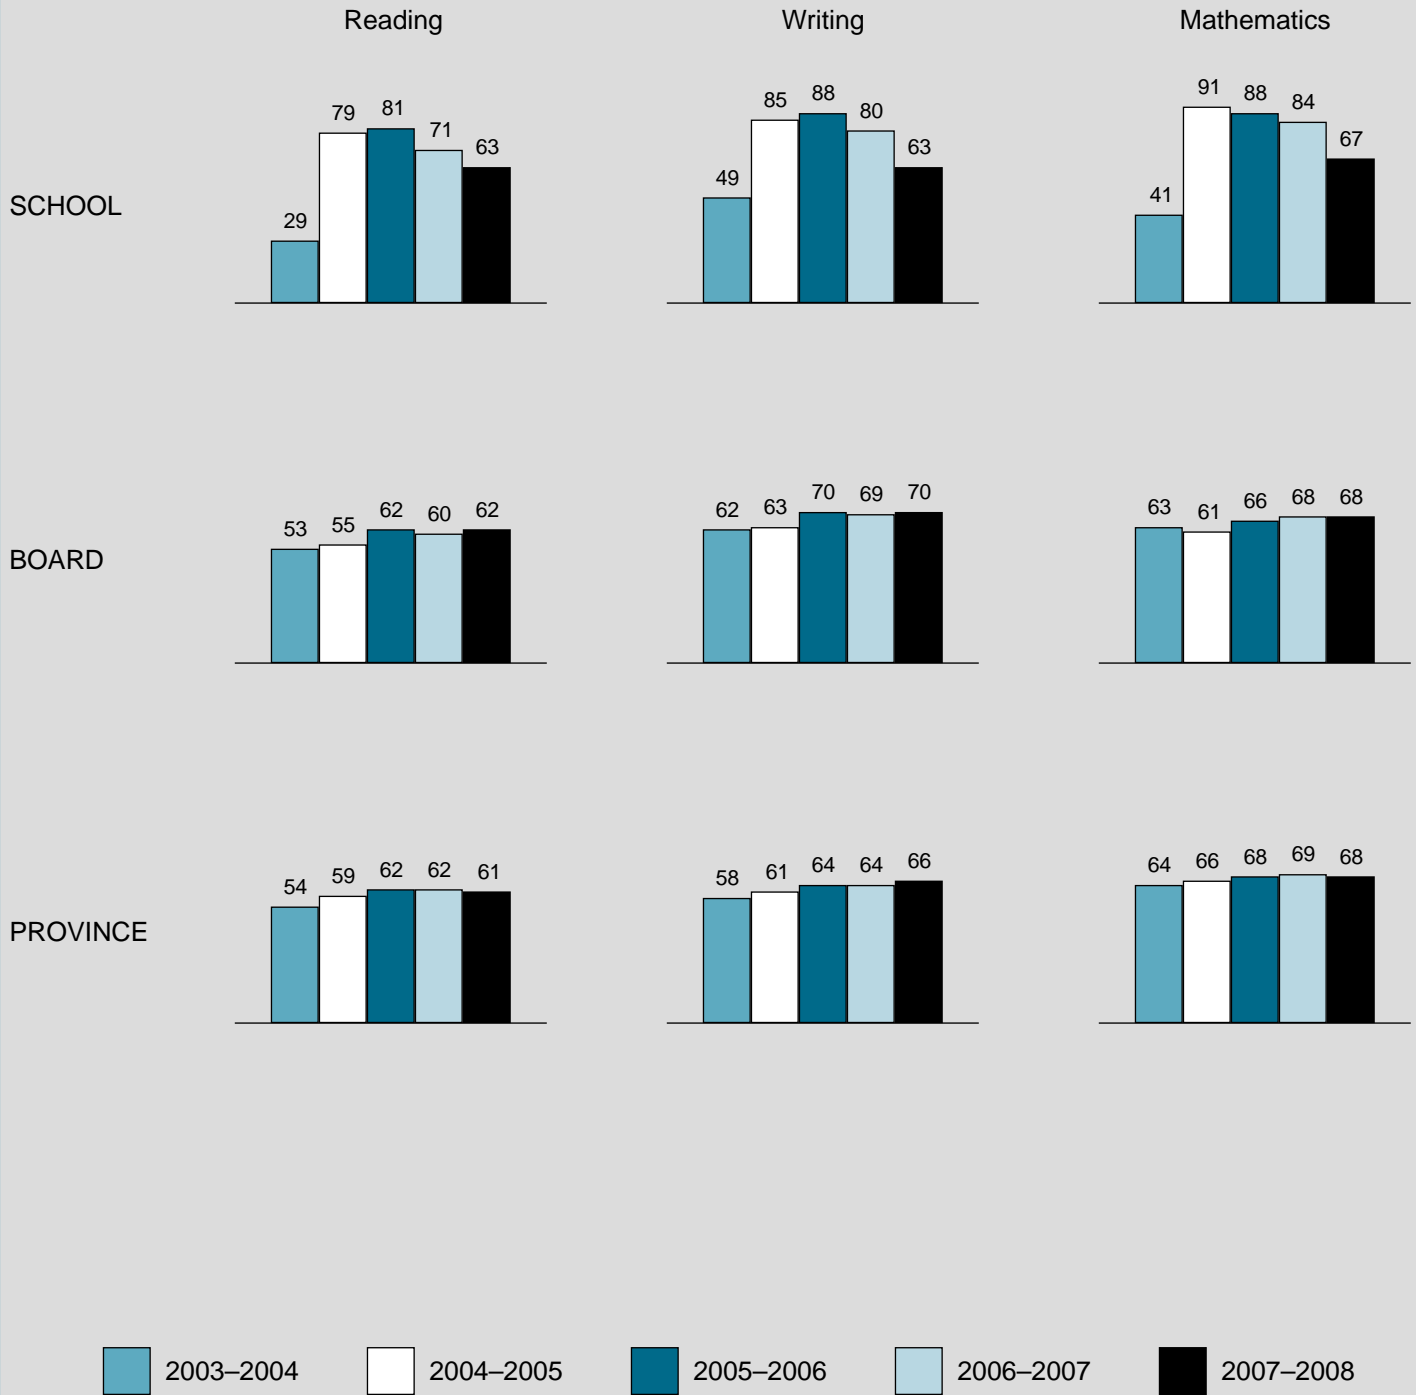 Reading Writing Mathematics
SCHOOL
29 79 81 71 63
49 85 88 80 63
41 91 88 84 67
BOARD
53 55 62 60 62
62 63 70 69 70
63 61 66 68 68
PROVINCE
54 59 62 62 61
58 61 64 64 66
64 66 68 69 68
2003–2004 2004–2005 2005–2006 2006–2007 2007–2008